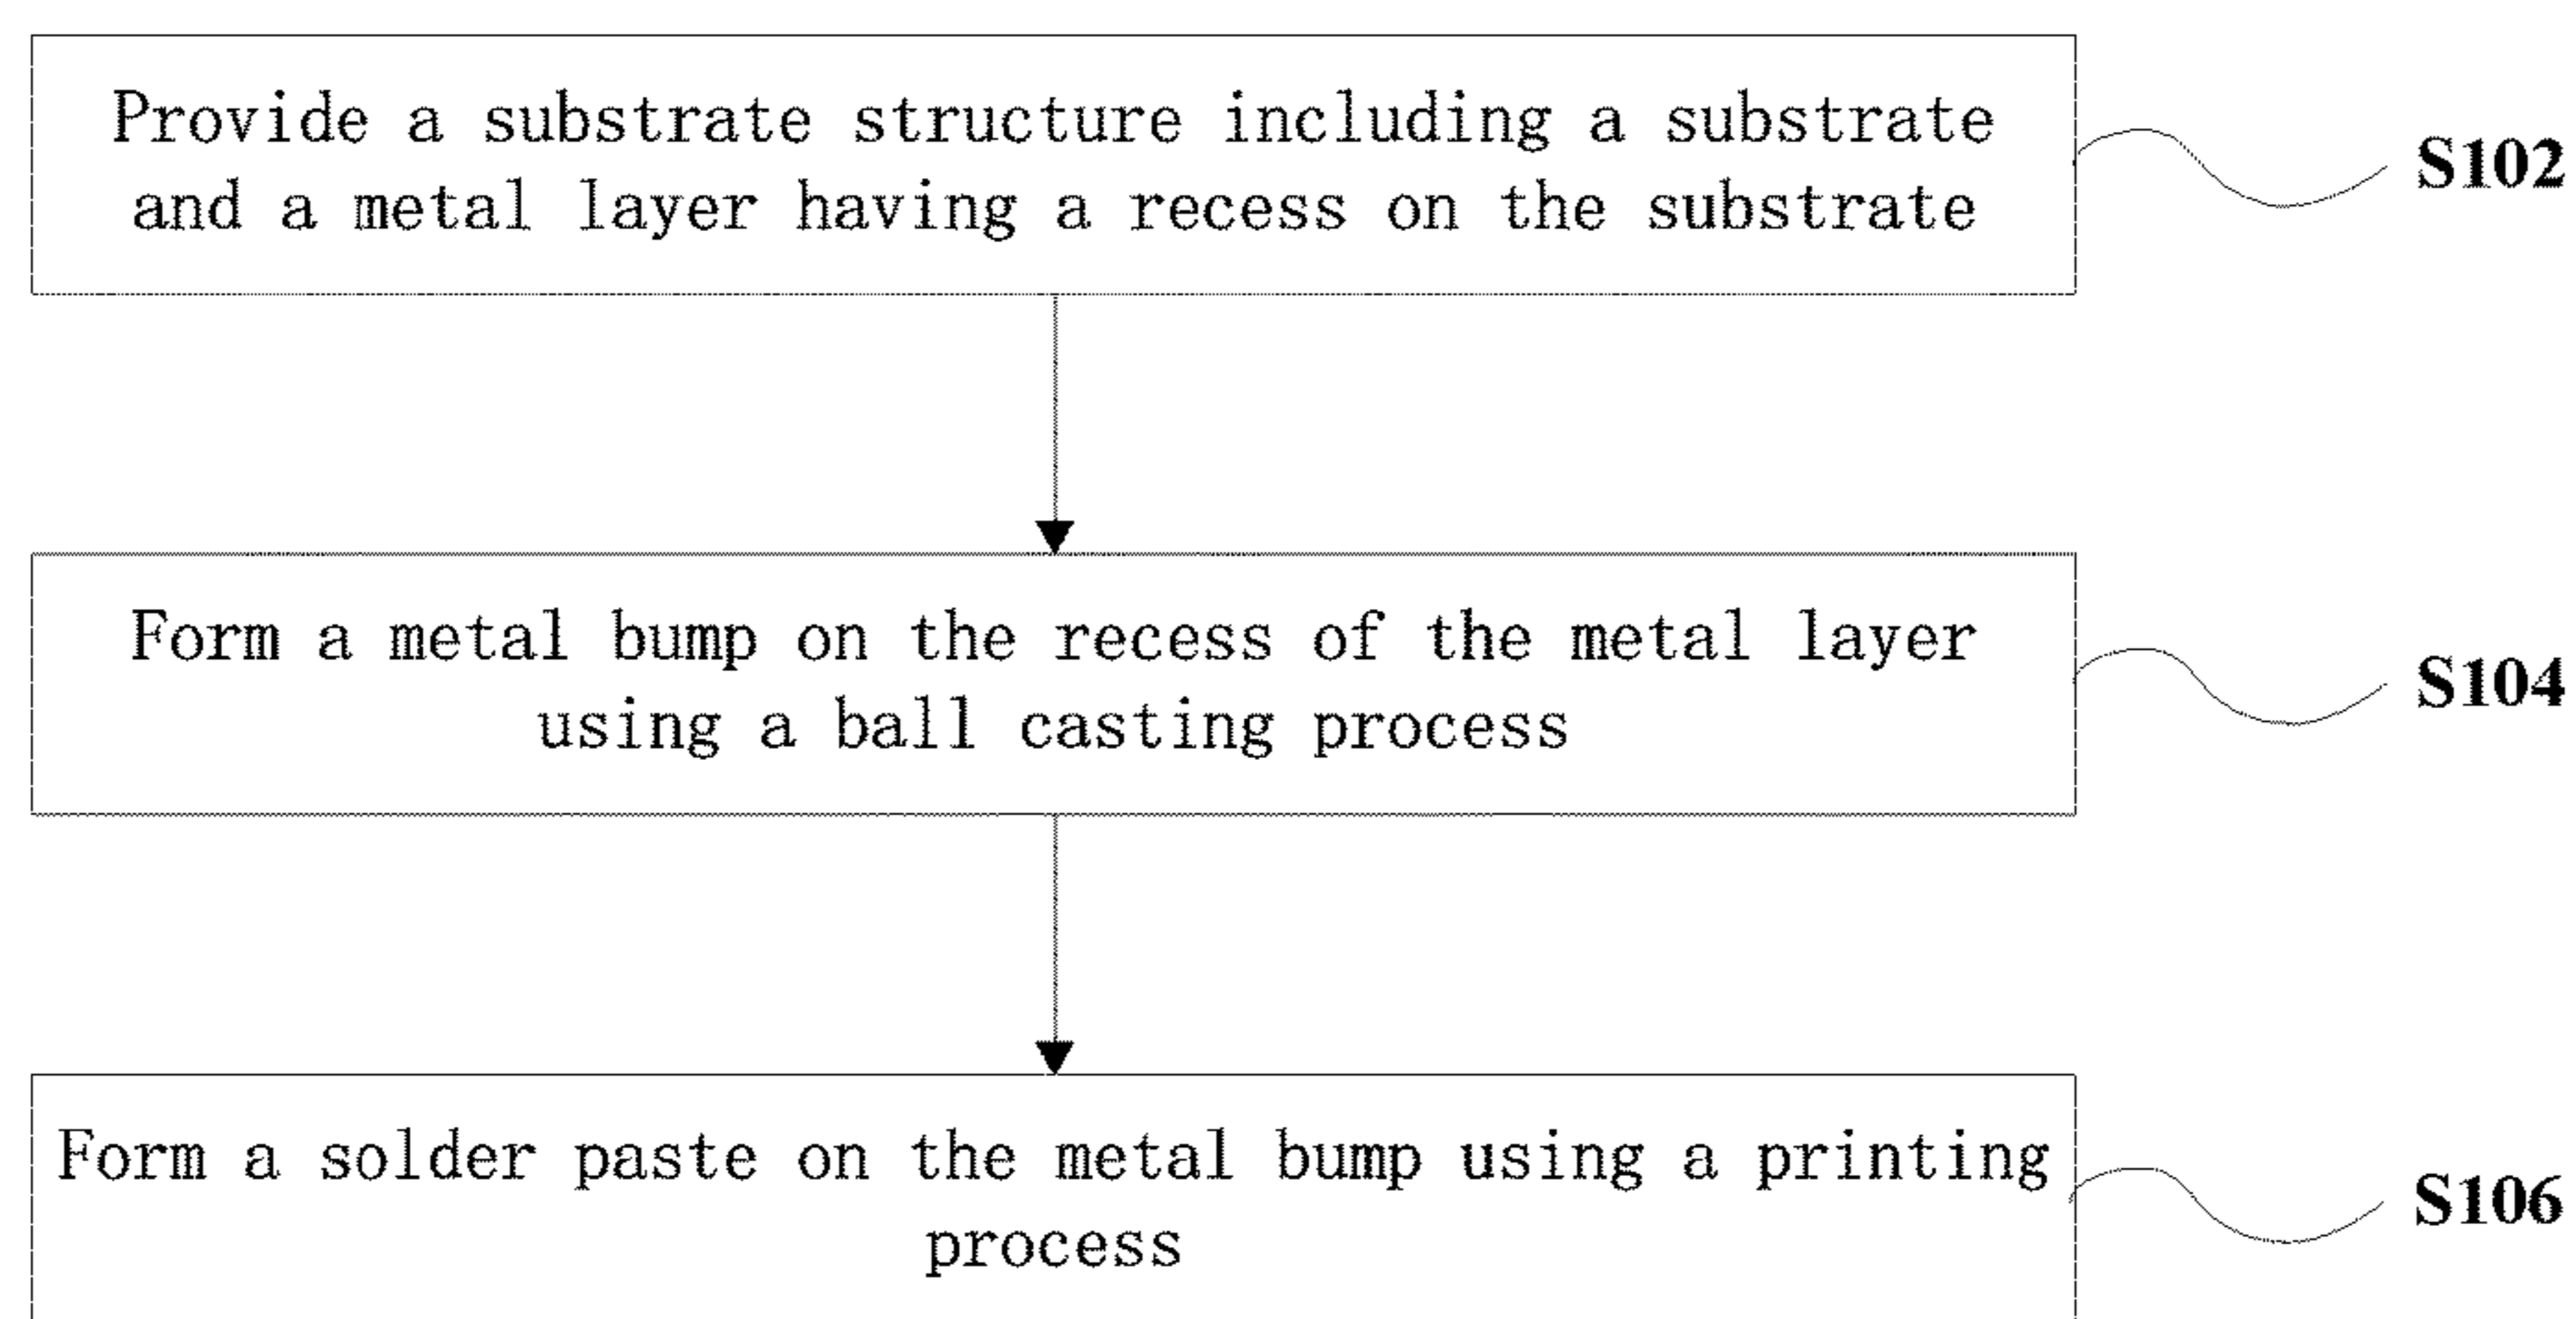 Provide a substrate structure including a substrate
and a metal layer having a recess on the substrate
S102
Form a metal bump on the recess of the metal layer
using a ball casting process
S104
Form a solder paste on the metal bump using a printing
process
S106